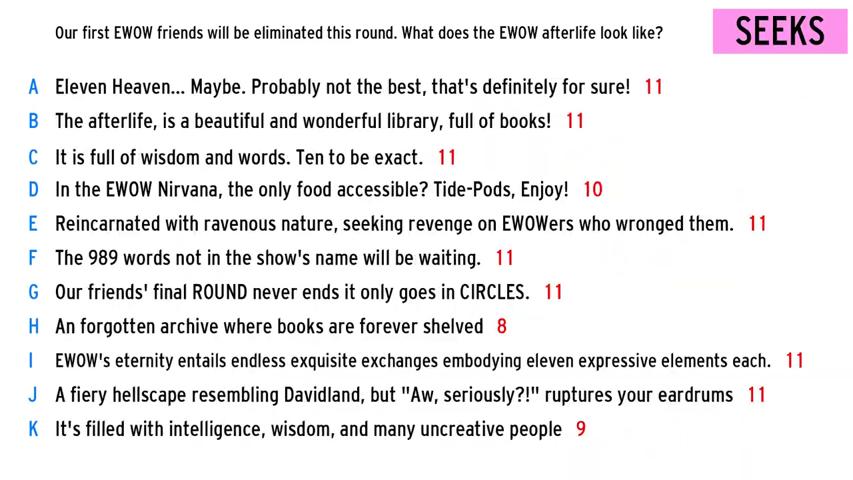 Our first EWOW friends will be eliminated this round. What does the EWOW afterlife look like?
SEEKS
A Eleven Heaven... Maybe. Probably not the best, that's definitely for sure! 11
B The afterlife, is a beautiful and wonderful library, full of books! 11
C It is full of wisdom and words. Ten to be exact. 11
D In the EWOW Nirvana, the only food accessible? Tide-Pods, Enjoy! 10
E Reincarnated with ravenous nature, seeking revenge on EWOWers who wronged them. 11
F The 989 words not in the show's name will be waiting. 11
G Our friends' final ROUND never ends it only goes in CIRCLES. 11
H An forgotten archive where books are forever shelved 8
I EWOW's eternity entails endless exquisite exchanges embodying eleven expressive elements each. 11
J A fiery hellscape resembling Davidland, but "Aw, seriously?!" ruptures your eardrums 11
K It's filled with intelligence, wisdom, and many uncreative people 9